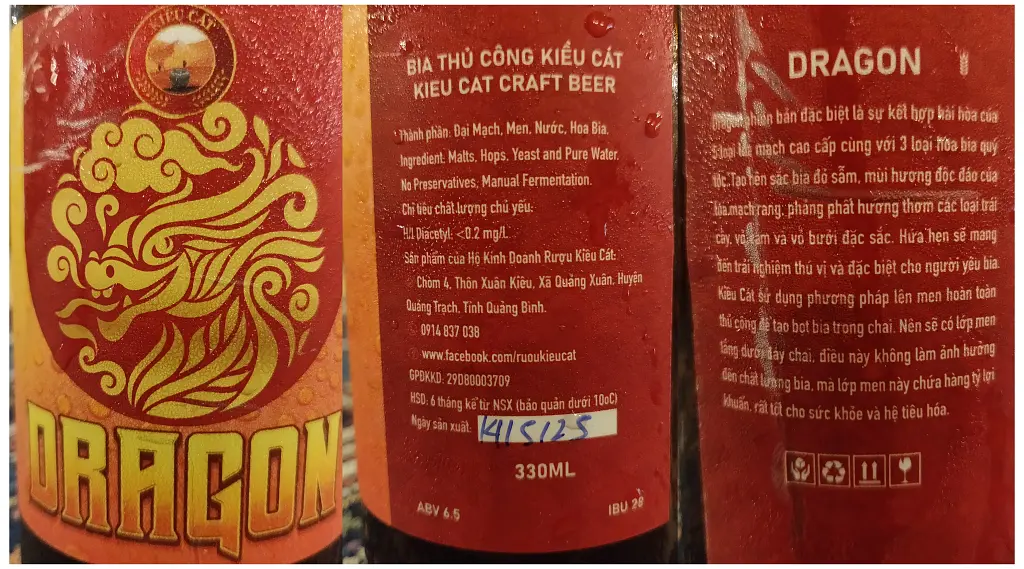 KIỀU CÁT
DRAGON
BIA THỦ CÔNG KIỀU CÁT
KIEU CAT CRAFT BEER
Thành phần: Đại Mạch, Men, Nước, Hoa Bia.
Ingredient: Malts, Hops, Yeast and Pure Water.
No Preservatives, Manual Fermentation.
Chỉ tiêu chất lượng chủ yếu:
H/l Diacetyl: <0.2 mg/L
Sản phẩm của Hộ Kinh Doanh Rượu Kiều Cát:
Chòm 4, Thôn Xuân Kiều, Xã Quảng Xuân, Huyện
Quảng Trạch, Tỉnh Quảng Bình.
0914 837 038
www.facebook.com/ruoukieucat
GPĐKKD: 29D80003709
HSD: 6 tháng kể từ NSX (bảo quản dưới 10oC)
Ngày sản xuất: 14/5/25
330ML
ABV 6.5
IBU 28
DRAGON
Dragon phiên bản đặc biệt là sự kết hợp hài hòa của
loại mạch cao cấp cùng với 3 loại hoa bia quý
tộc. Tạo nên sắc bia đỏ sẫm, mùi hương độc đáo của
lúa mạch rang, phảng phất hương thơm các loại trái
cây, vỏ cam và vỏ bưởi đặc sắc. Hứa hẹn sẽ mang
đến trải nghiệm thú vị và đặc biệt cho người yêu bia.
Kiều Cát sử dụng phương pháp lên men hoàn toàn
thủ công để tạo bọt bia trong chai. Nên sẽ có lớp men
lắng dưới đáy chai, điều này không làm ảnh hưởng
đến chất lượng bia, mà lớp men này chứa hàng tỷ lợi
khuẩn, rất tốt cho sức khỏe và hệ tiêu hóa.